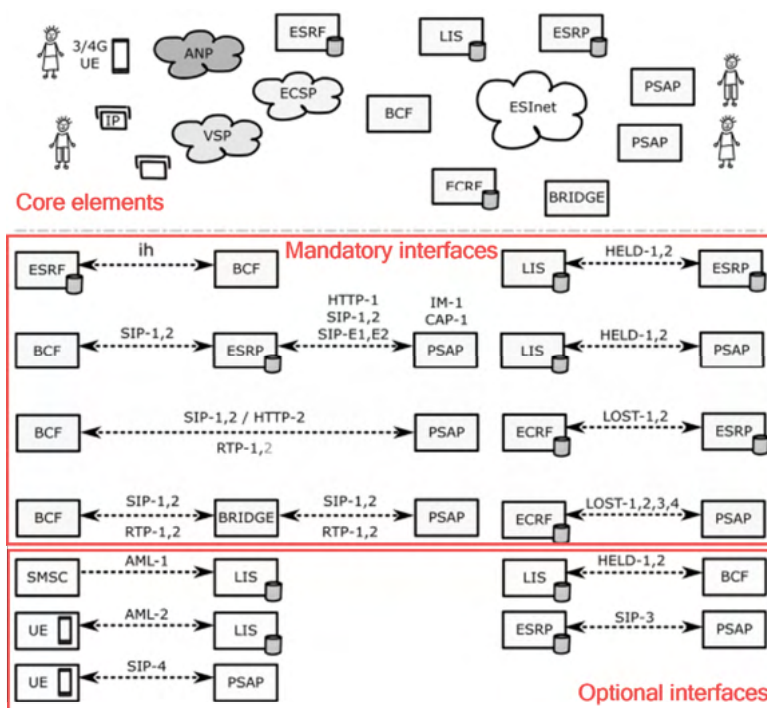 3/4G
UE
ANP
ESRF
LIS
ESRP
ECSP
BCF
ESInet
PSAP
IP
VSP
PSAP
ECRF
BRIDGE
Core elements
Mandatory interfaces
ESRF
ih
BCF
LIS
HELD-1,2
ESRP
BCF
SIP-1,2
ESRP
HTTP-1
SIP-1,2
SIP-E1,E2
IM-1
CAP-1
PSAP
LIS
HELD-1,2
PSAP
BCF
SIP-1,2 / HTTP-2
RTP-1,2
PSAP
ECRF
LOST-1,2
ESRP
BCF
SIP-1,2
RTP-1,2
BRIDGE
SIP-1,2
RTP-1,2
PSAP
ECRF
LOST-1,2,3,4
PSAP
SMSC
AML-1
LIS
LIS
HELD-1,2
BCF
UE
AML-2
LIS
ESRP
SIP-3
PSAP
UE
SIP-4
PSAP
Optional interfaces